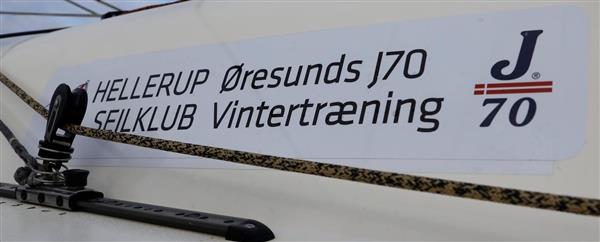 HELLERUP Øresunds J70
SEJLKLUB Vintertræning
J ®
70